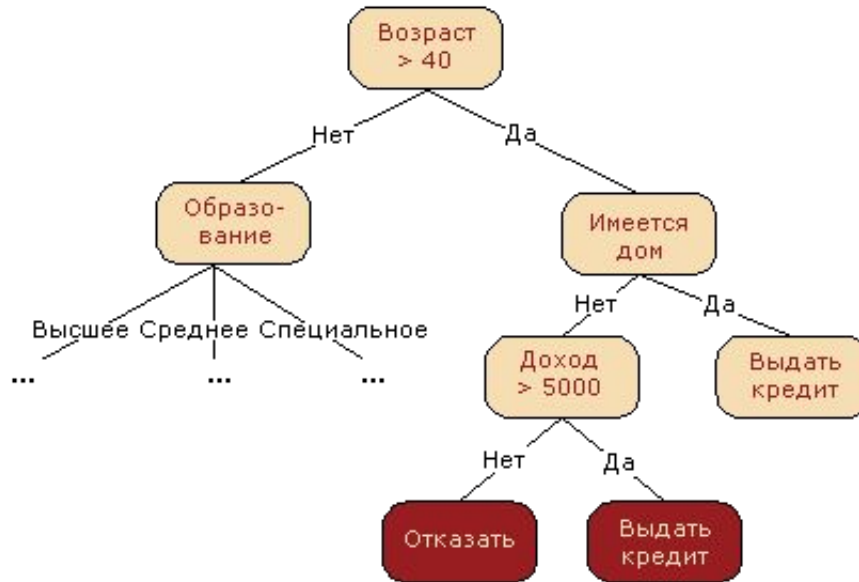 Возраст
> 40
Нет
Да
Образо-
вание
Имеется
дом
Высшее Среднее Специальное
... ... ...
Нет
Да
Доход
> 5000
Выдать
кредит
Нет
Да
Отказать
Выдать
кредит